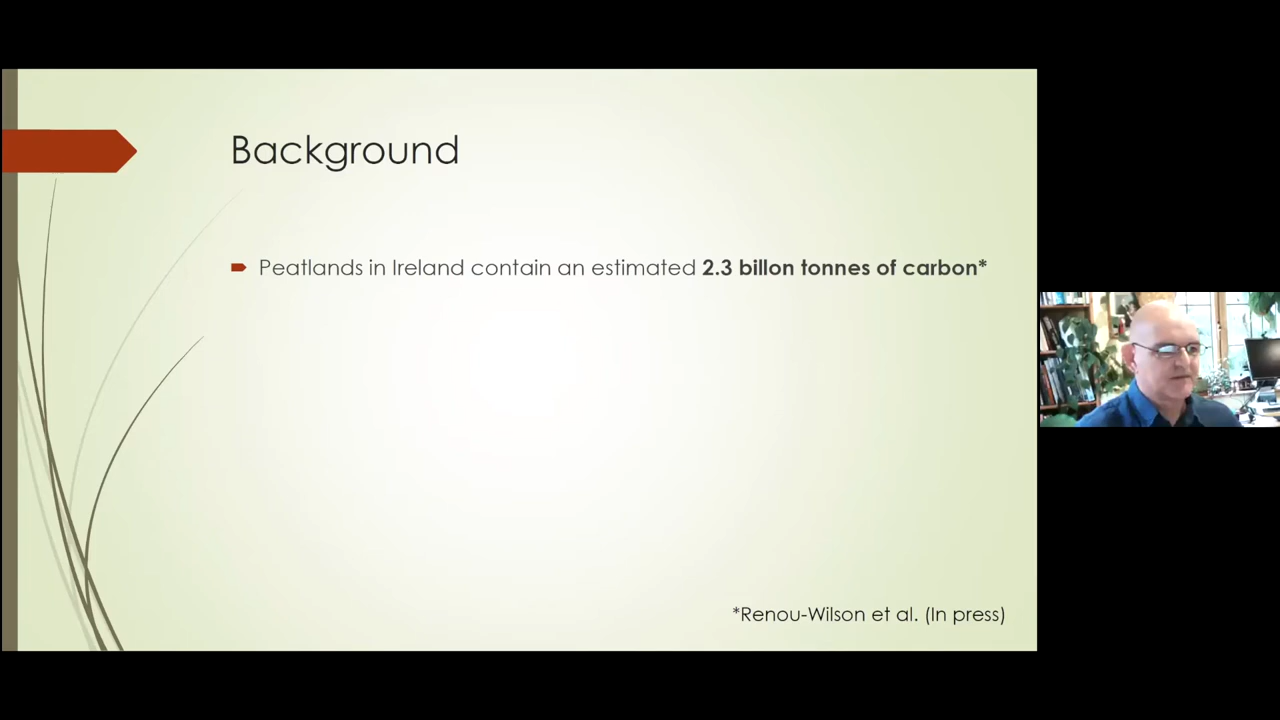 Background
Peatlands in Ireland contain an estimated 2.3 billon tonnes of carbon*
*Renou-Wilson et al. (In press)